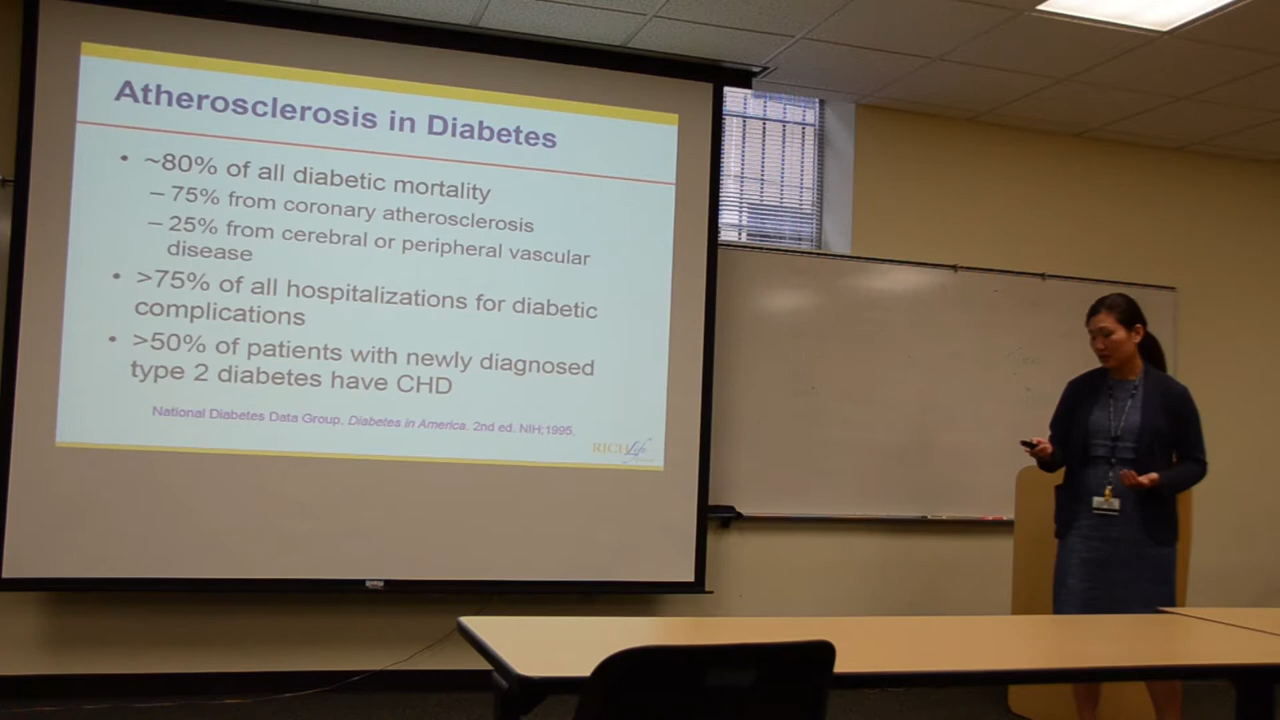 Atherosclerosis in Diabetes
• ~80% of all diabetic mortality
– 75% from coronary atherosclerosis
– 25% from cerebral or peripheral vascular
disease
• >75% of all hospitalizations for diabetic
complications
• >50% of patients with newly diagnosed
type 2 diabetes have CHD
National Diabetes Data Group. Diabetes in America. 2nd ed. NIH;1995.
RICH Life